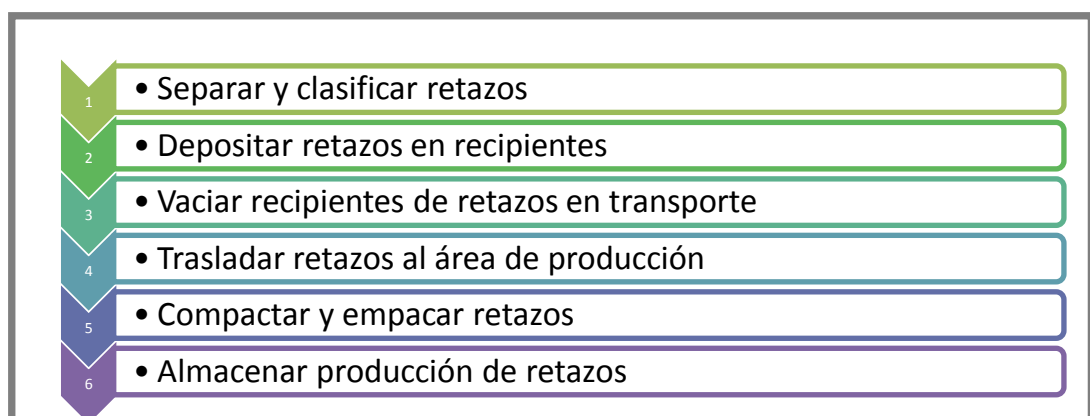 1 • Separar y clasificar retazos
2 • Depositar retazos en recipientes
3 • Vaciar recipientes de retazos en transporte
4 • Trasladar retazos al área de producción
5 • Compactar y empacar retazos
6 • Almacenar producción de retazos